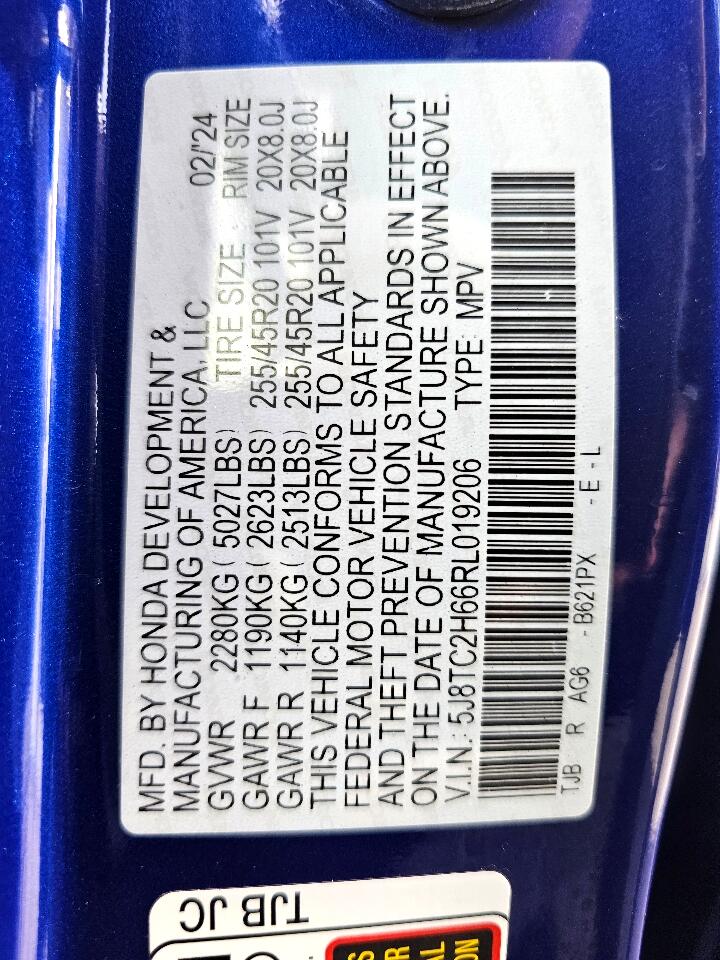 MFD. BY HONDA DEVELOPMENT &
MANUFACTURING OF AMERICA, LLC 02/'24
GVWR 2280KG ( 5027LBS) TIRE SIZE RIM SIZE
GAWR F 1190KG ( 2623LBS) 255/45R20 101V 20X8.0J
GAWR R 1140KG ( 2513LBS) 255/45R20 101V 20X8.0J
THIS VEHICLE CONFORMS TO ALL APPLICABLE
FEDERAL MOTOR VEHICLE SAFETY
AND THEFT PREVENTION STANDARDS IN EFFECT
ON THE DATE OF MANUFACTURE SHOWN ABOVE.
V.I.N.: 5J8TC2H66RL019206 TYPE: MPV
TJB R AG6 - B621PX - E - L
TJB JC